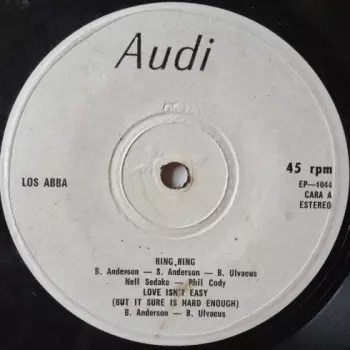 Audi
LOS ABBA
45 rpm
EP—1044
CARA A
ESTEREO
RING,RING
B. Anderson — S. Anderson — B. Ulvaeus
Neil Sedaka — Phil Cody
LOVE ISN'T EASY
(BUT IT SURE IS HARD ENOUGH)
B. Anderson — B. Ulvaeus